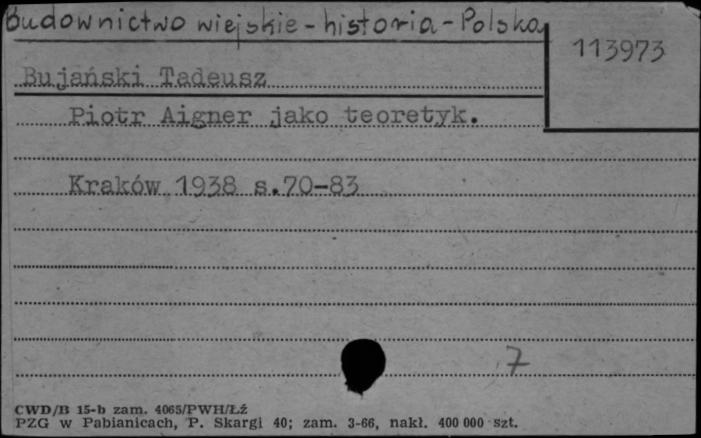 Budownictwo wiejskie - historia - Polska
113973
Bujański Tadeusz
Piotr Aigner jako teoretyk.
Kraków 1938 s.70-83
7
CWD/B 15-b zam. 4065/PWH/Łź
PZG w Pabianicach, P. Skargi 40; zam. 3-66, nakł. 400 000 szt.